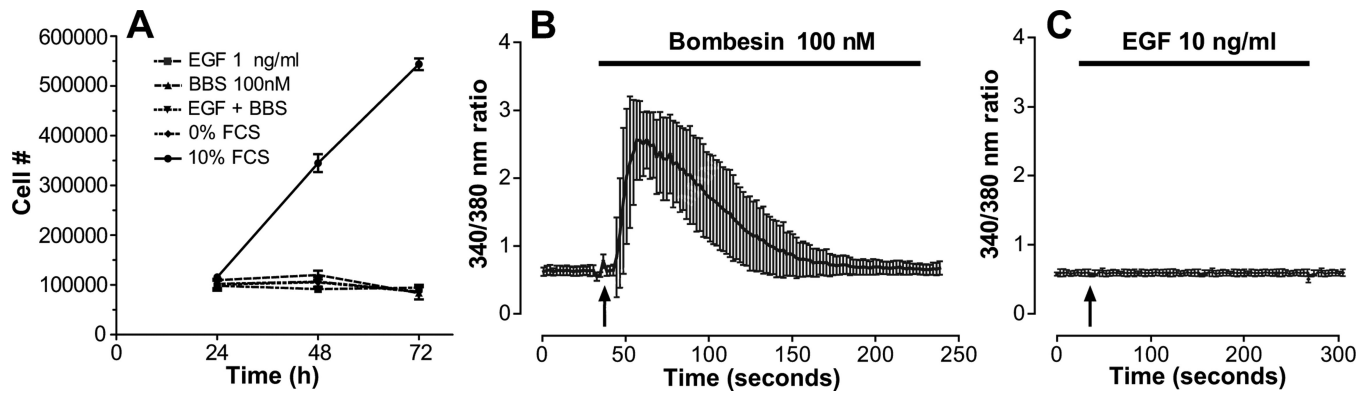 A
Cell #
600000
500000
400000
300000
200000
100000
0
EGF 1 ng/ml
BBS 100nM
EGF + BBS
0% FCS
10% FCS
0 24 48 72
Time (h)
B
Bombesin 100 nM
340/380 nm ratio
4
3
2
1
0
0 50 100 150 200 250
Time (seconds)
C
EGF 10 ng/ml
340/380 nm ratio
4
3
2
1
0
0 100 200 300
Time (seconds)